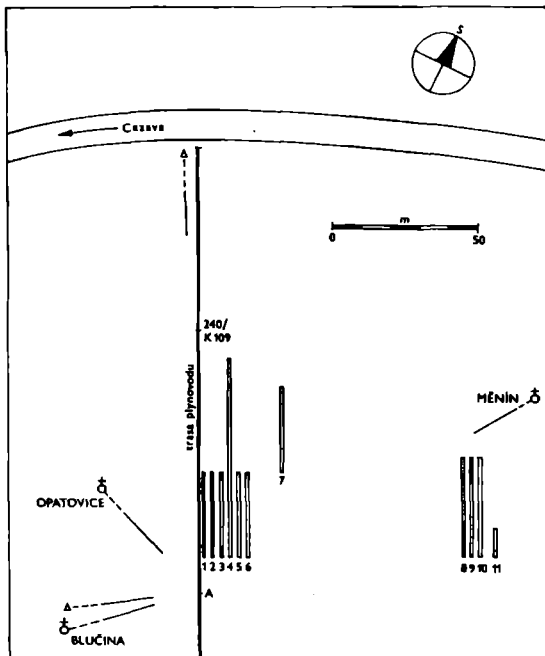 S
Cezava
m
0 50
240/
K 109
trasa plynovodu
MĚNÍN
7
OPATOVICE
1 2 3 4 5 6
8 9 10 11
A
BLUČINA